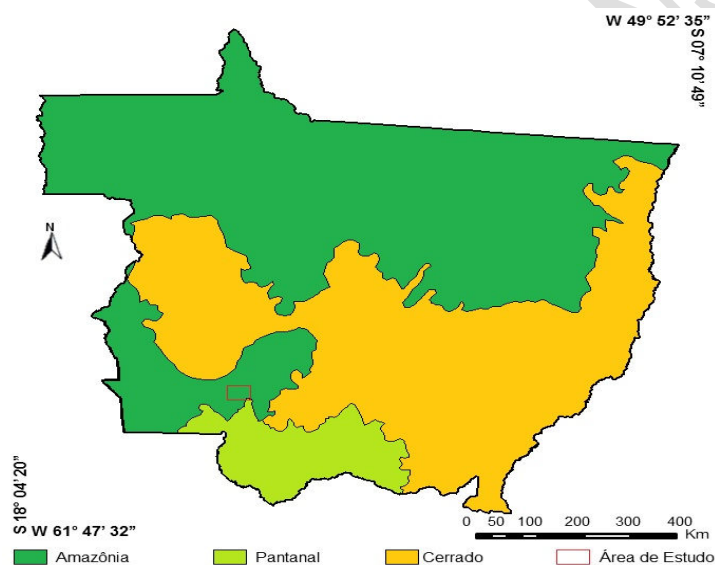 W 49° 52’ 35”
S 07° 10’ 49”
N
S 18° 04’ 20”
W 61° 47’ 32”
0 50 100 200 300 400
Km
Amazônia Pantanal Cerrado Área de Estudo